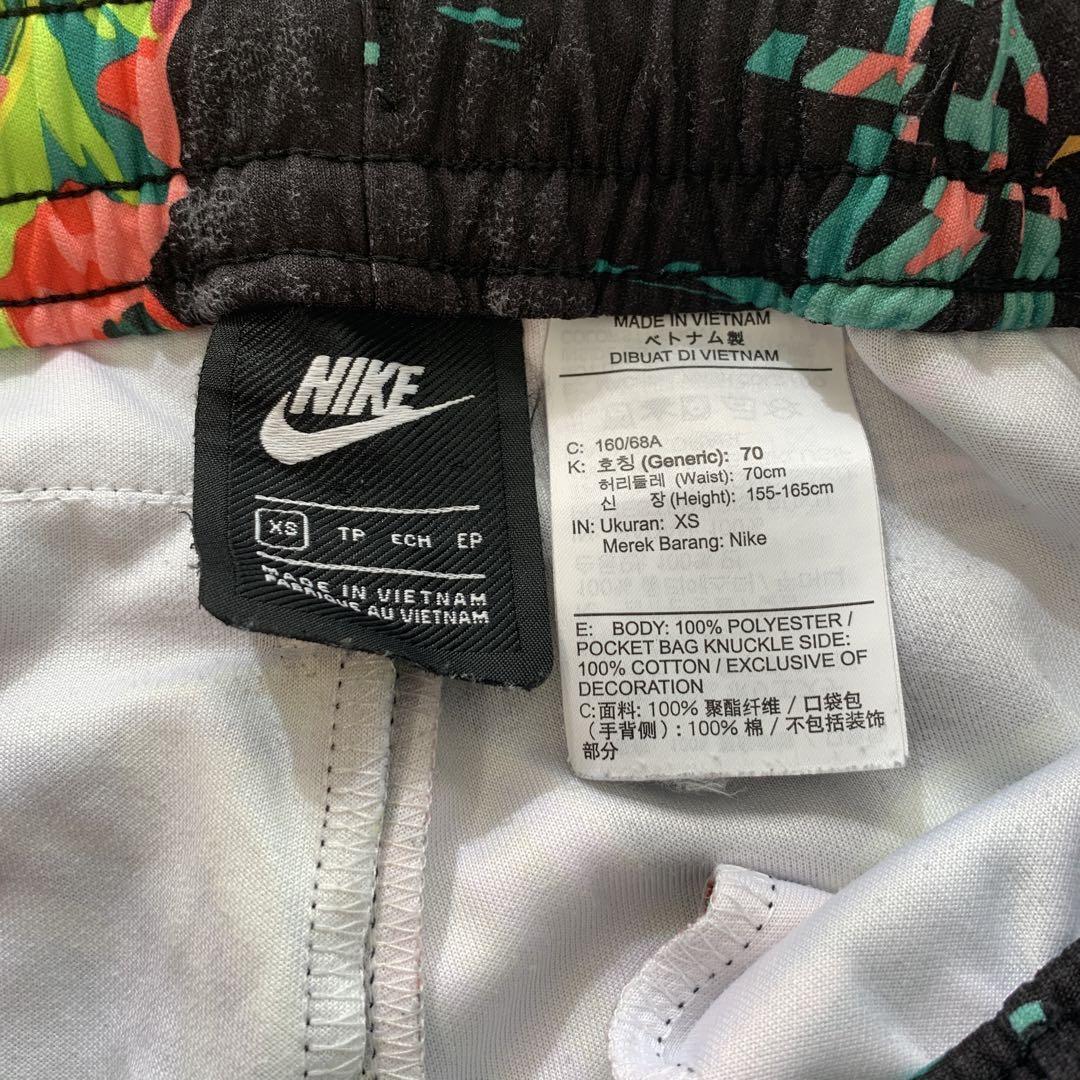 NIKE
XS TP ECH EP
MADE IN VIETNAM
FABRIQUE AU VIETNAM
MADE IN VIETNAM
ベトナム製
DIBUAT DI VIETNAM
C: 160/68A
K: 호칭 (Generic): 70
허리둘레 (Waist): 70cm
신 장 (Height): 155-165cm
IN: Ukuran: XS
Merek Barang: Nike
E: BODY: 100% POLYESTER /
POCKET BAG KNUCKLE SIDE:
100% COTTON / EXCLUSIVE OF
DECORATION
C:面料: 100% 聚酯纤维 / 口袋包
（手背侧）: 100% 棉 / 不包括装饰
部分